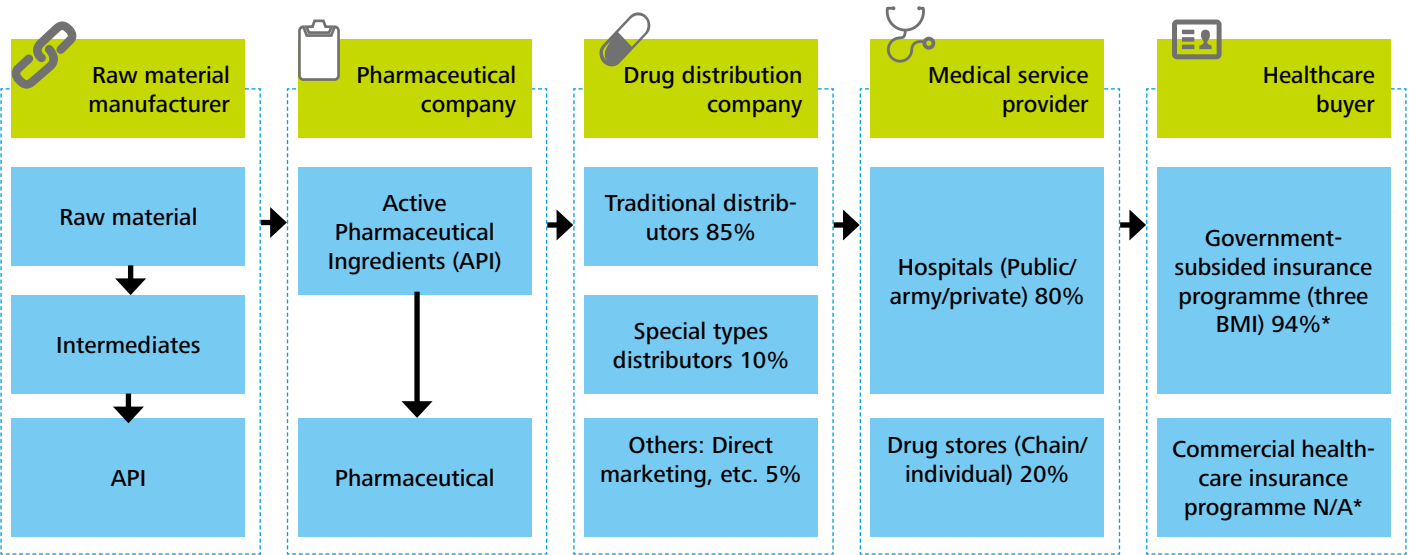 Raw material
manufacturer
Raw material
Intermediates
API
Pharmaceutical
company
Active
Pharmaceutical
Ingredients (API)
Pharmaceutical
Drug distribution
company
Traditional distrib-
utors 85%
Special types
distributors 10%
Others: Direct
marketing, etc. 5%
Medical service
provider
Hospitals (Public/
army/private) 80%
Drug stores (Chain/
individual) 20%
Healthcare
buyer
Government-
subsided insurance
programme (three
BMI) 94%*
Commercial health-
care insurance
programme N/A*